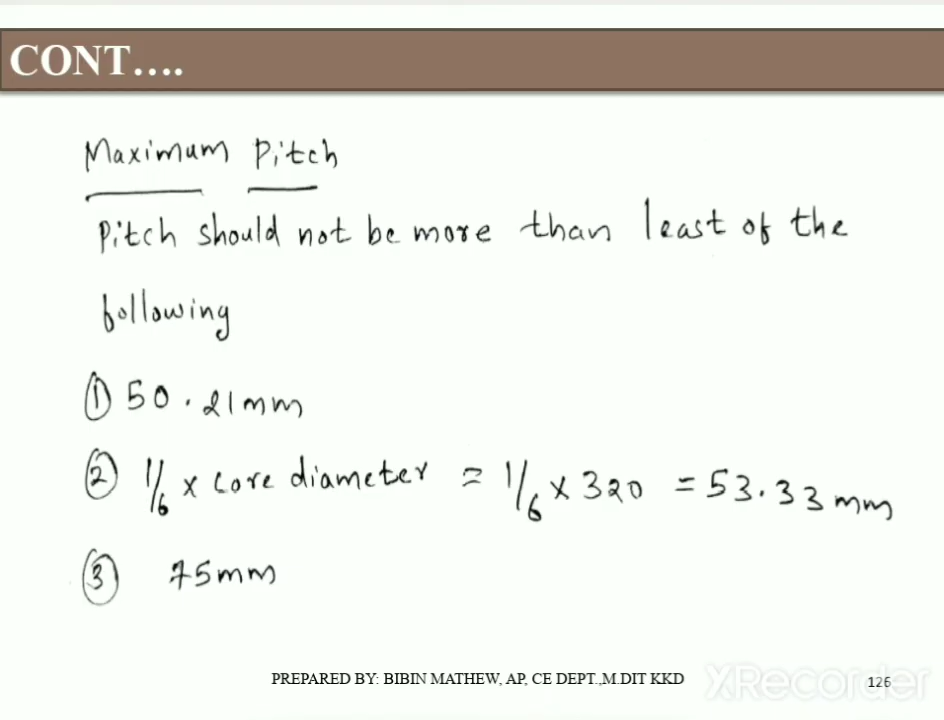 CONT....
Maximum Pitch
Pitch should not be more than least of the
following
① 50.21mm
② 1/6 x core diameter = 1/6 x 320 = 53.33 mm
③ 75mm
PREPARED BY: BIBIN MATHEW, AP, CE DEPT.,M.DIT KKD
XRecorder
126